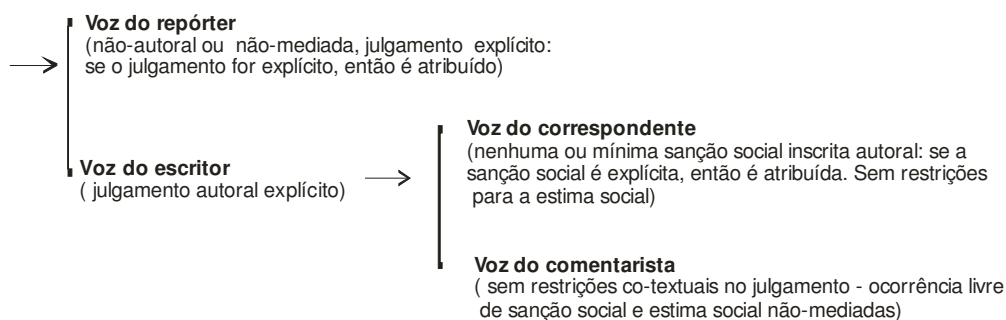 Voz do repórter
(não-autoral ou não-mediada, julgamento explícito:
se o julgamento for explícito, então é atribuído)
Voz do escritor
( julgamento autoral explícito)
Voz do correspondente
(nenhuma ou mínima sanção social inscrita autoral: se a
sanção social é explícita, então é atribuída. Sem restrições
para a estima social)
Voz do comentarista
( sem restrições co-textuais no julgamento - ocorrência livre
de sanção social e estima social não-mediadas)